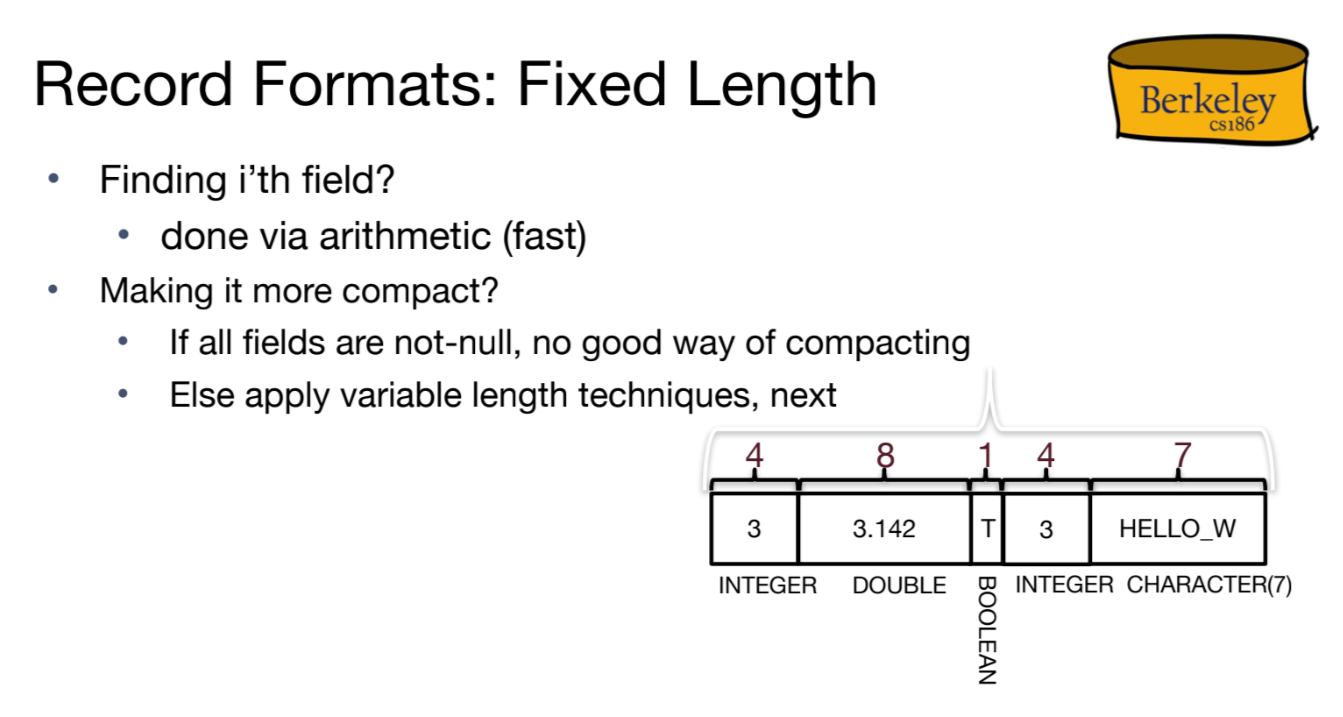 Record Formats: Fixed Length
Berkeley
cs186
• Finding i’th field?
• done via arithmetic (fast)
• Making it more compact?
• If all fields are not-null, no good way of compacting
• Else apply variable length techniques, next
4 8 1 4 7
3 3.142 T 3 HELLO_W
INTEGER DOUBLE BOOLEAN INTEGER CHARACTER(7)